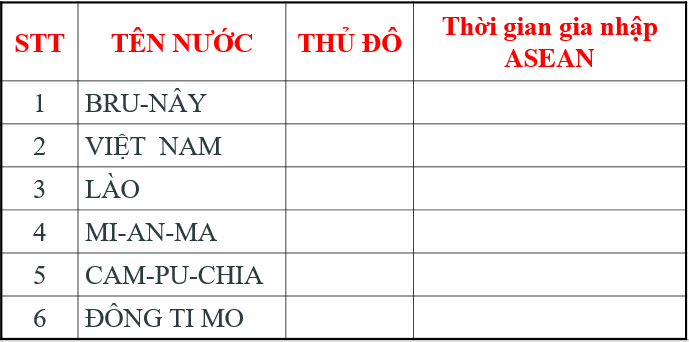 STT TÊN NƯỚC THỦ ĐÔ Thời gian gia nhập
ASEAN
1 BRU-NÂY
2 VIỆT NAM
3 LÀO
4 MI-AN-MA
5 CAM-PU-CHIA
6 ĐÔNG TI MO